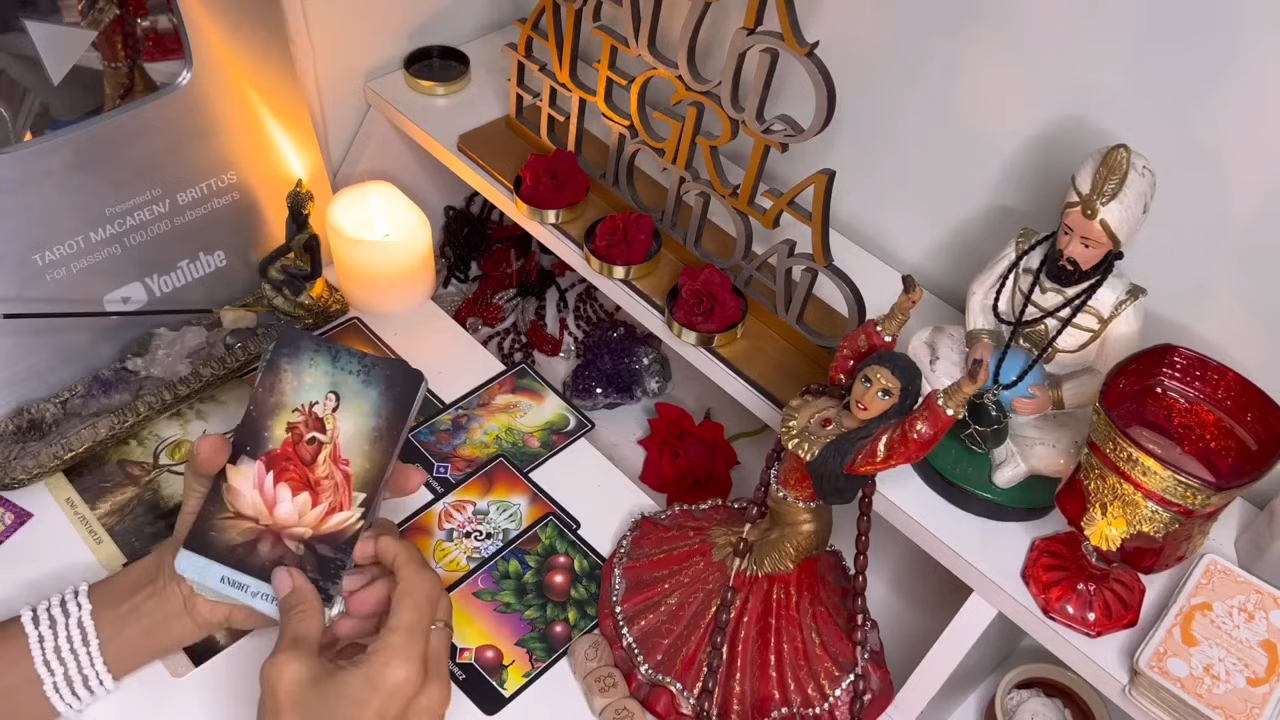 Presented to
TAROT MACAREN/ BRITTOS
For passing 100,000 subscribers
YouTube
ALEGRIA
FELICIDAD
KING of PENTACLES
KNIGHT of CUPS